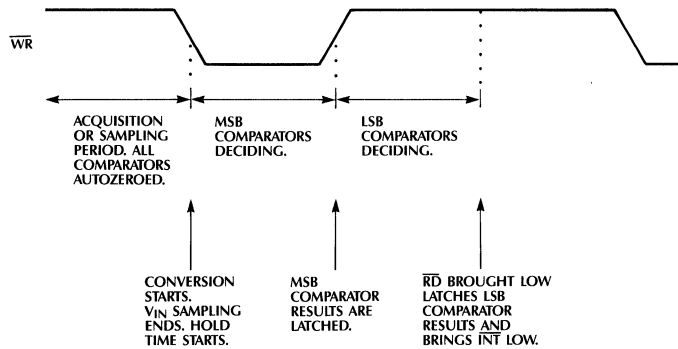 WR
ACQUISITION
OR SAMPLING
PERIOD. ALL
COMPARATORS
AUTOZEROED.
MSB
COMPARATORS
DECIDING.
LSB
COMPARATORS
DECIDING.
CONVERSION
STARTS.
VIN SAMPLING
ENDS. HOLD
TIME STARTS.
MSB
COMPARATOR
RESULTS ARE
LATCHED.
RD BROUGHT LOW
LATCHES LSB
COMPARATOR
RESULTS AND
BRINGS INT LOW.